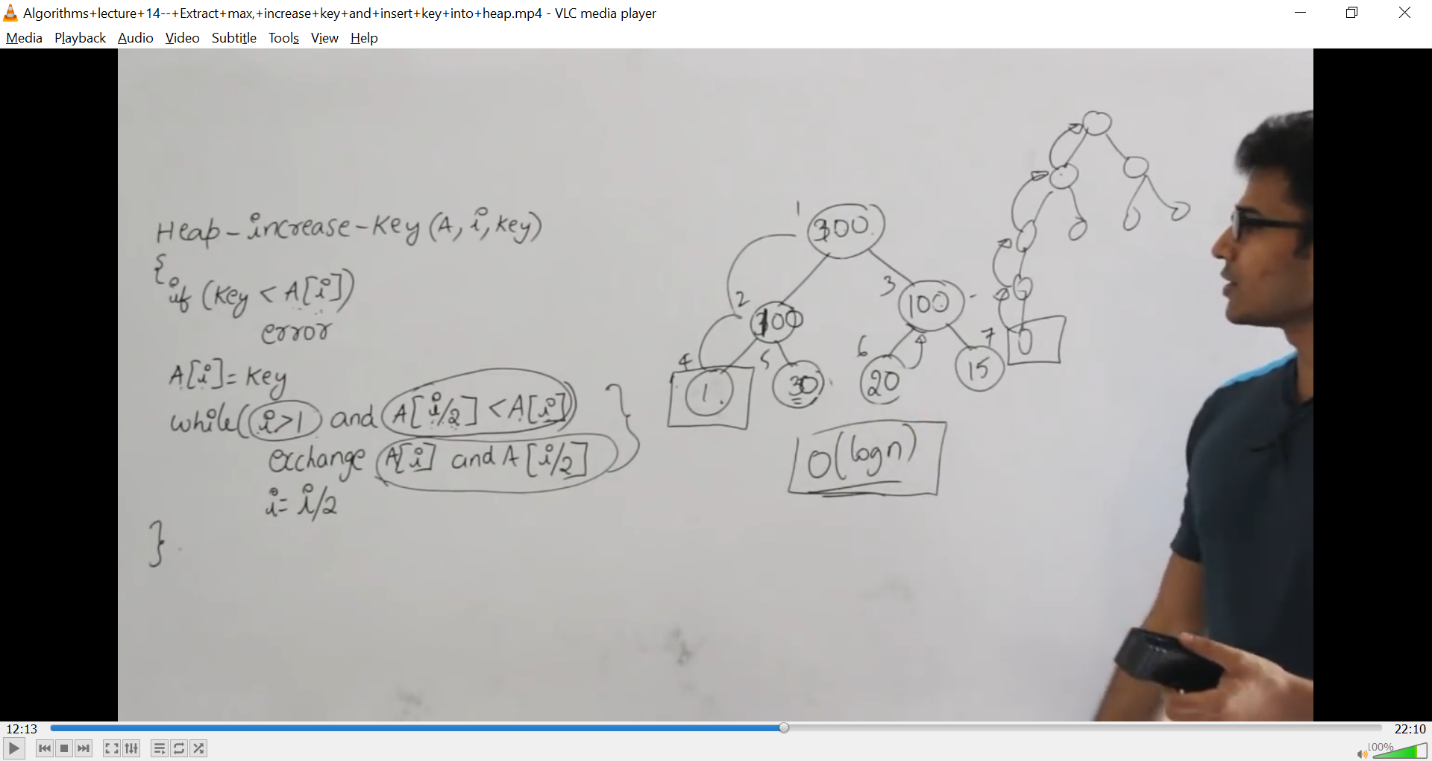 Algorithms+lecture+14--+Extract+max,+increase+key+and+insert+key+into+heap.mp4 - VLC media player
Media Playback Audio Video Subtitle Tools View Help
Heap-increase-key(A, i, key)
{
if (key < A[i])
error
A[i] = key
while(i>1 and A[i/2] < A[i])
exchange A[i] and A[i/2]
i = i/2
}
1
300
2
3
100
4
5
6
7
1
30
20
15
O(logn)
12:13
22:10
100%